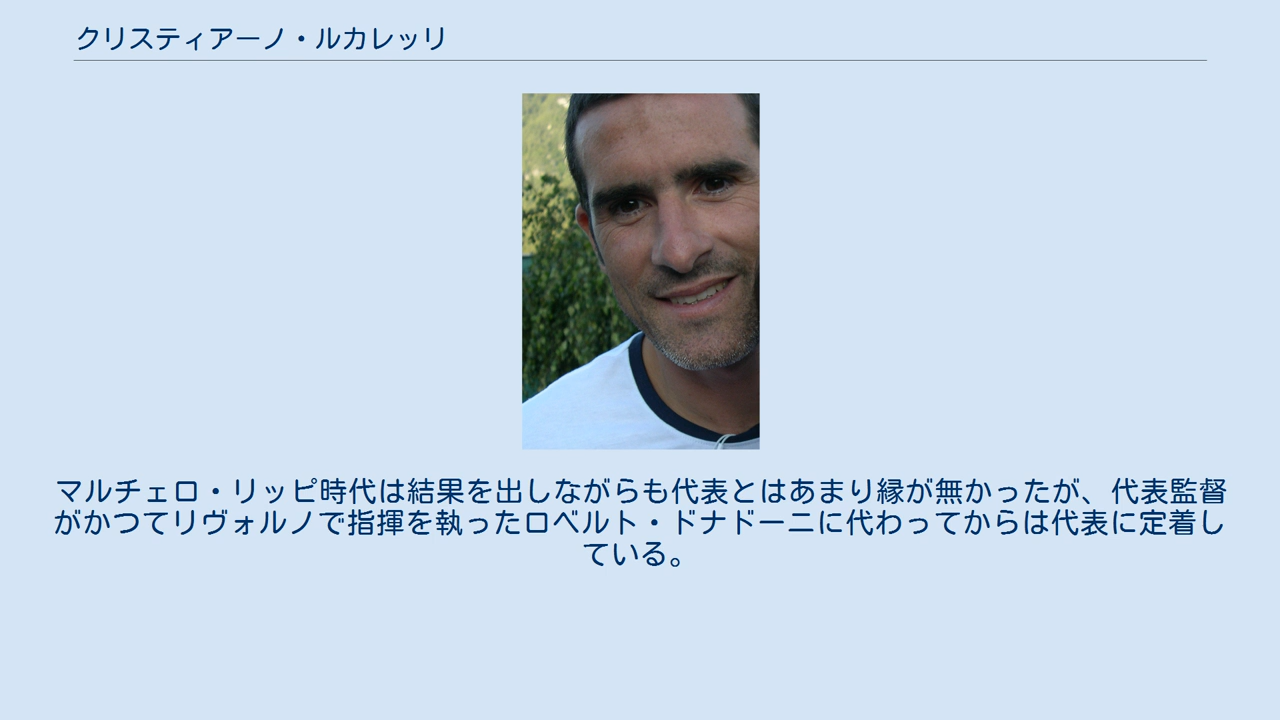 クリスティアーノ・ルカレッリ
マルチェロ・リッピ時代は結果を出しながらも代表とはあまり縁が無かったが、代表監督
がかつてリヴォルノで指揮を執ったロベルト・ドナドーニに代わってからは代表に定着し
ている。